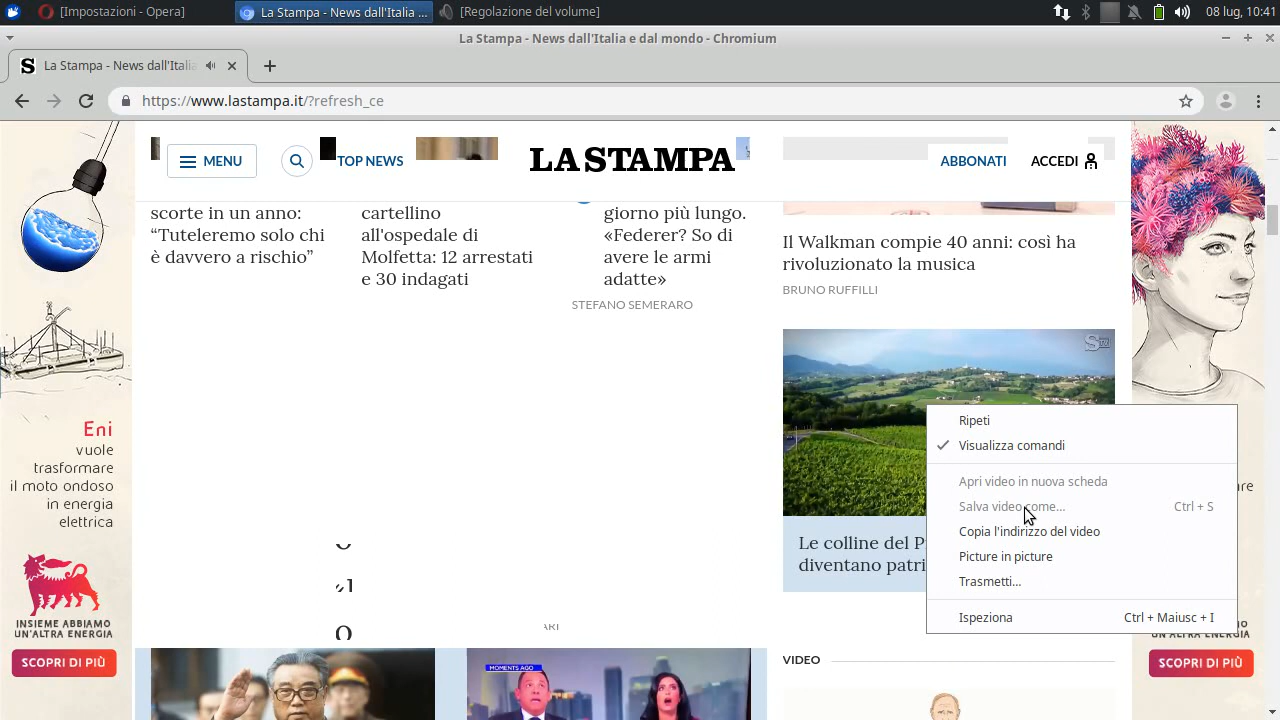 [Impostazioni - Opera]
La Stampa - News dall'Italia ...
[Regolazione del volume]
08 lug, 10:41
La Stampa - News dall'Italia e dal mondo - Chromium
La Stampa - News dall'Italia
https://www.lastampa.it/?refresh_ce
MENU
TOP NEWS
LA STAMPA
ABBONATI
ACCEDI
scorte in un anno:
“Tuteleremo solo chi
è davvero a rischio”
cartellino
all'ospedale di
Molfetta: 12 arrestati
e 30 indagati
giorno più lungo.
«Federer? So di
avere le armi
adatte»
STEFANO SEMERARO
Il Walkman compie 40 anni: così ha
rivoluzionato la musica
BRUNO RUFFILLI
Le colline del P
diventano patri
Ripeti
Visualizza comandi
Apri video in nuova scheda
Salva video come... Ctrl + S
Copia l'indirizzo del video
Picture in picture
Trasmetti...
Ispeziona Ctrl + Maiusc + I
VIDEO
MOMENTS AGO
Eni
vuole
trasformare
il moto ondoso
in energia
elettrica
INSIEME ABBIAMO
UN'ALTRA ENERGIA
SCOPRI DI PIÙ
UN'ALTRA ENERGIA
SCOPRI DI PIÙ